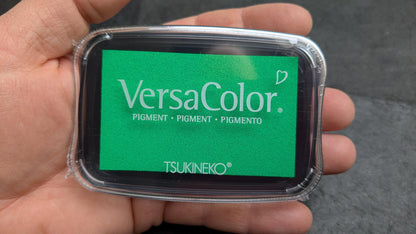 VersaColor®
PIGMENT • PIGMENT • PIGMENTO
TSUKINEKO®